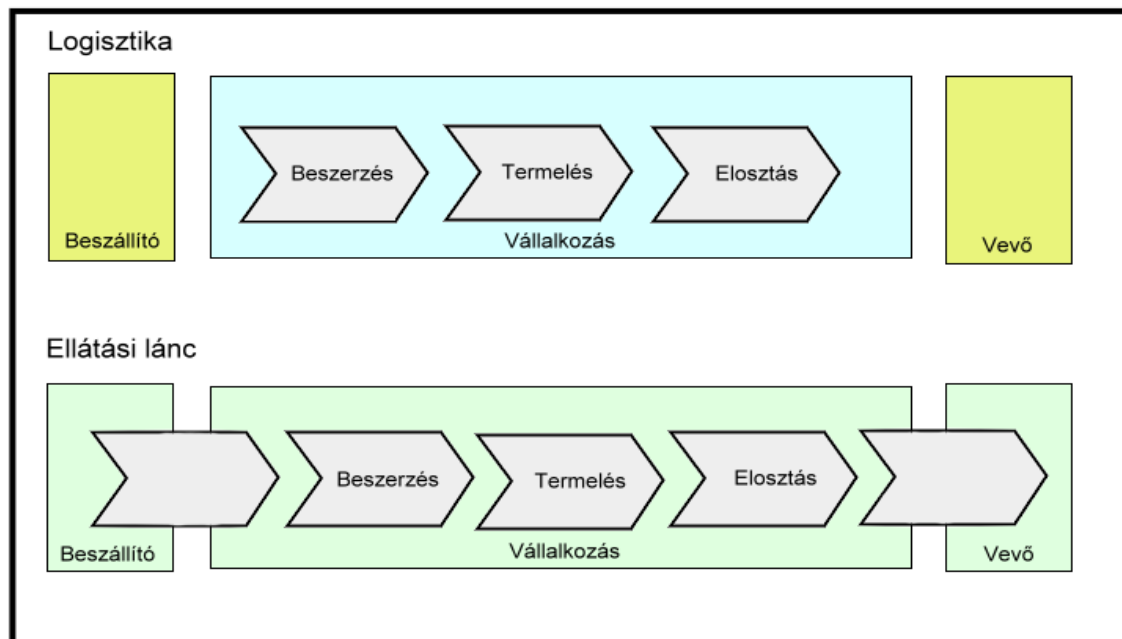 Logisztika
Beszerzés
Termelés
Elosztás
Beszállító
Vállalkozás
Vevő
Ellátási lánc
Beszerzés
Termelés
Elosztás
Beszállító
Vállalkozás
Vevő